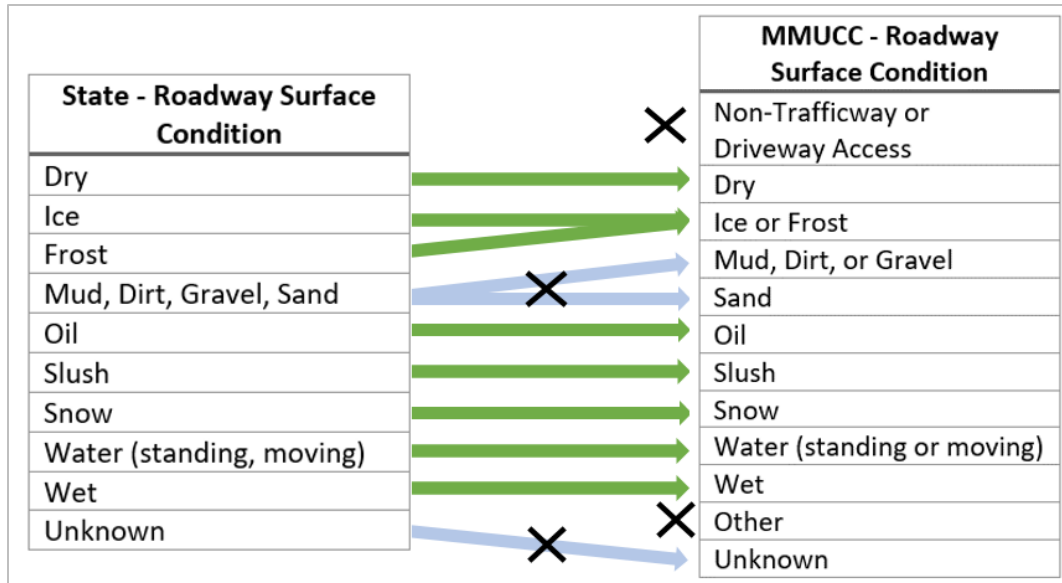 State - Roadway Surface
Condition
Dry
Ice
Frost
Mud, Dirt, Gravel, Sand
Oil
Slush
Snow
Water (standing, moving)
Wet
Unknown
MMUCC - Roadway
Surface Condition
Non-Trafficway or
Driveway Access
Dry
Ice or Frost
Mud, Dirt, or Gravel
Sand
Oil
Slush
Snow
Water (standing or moving)
Wet
Other
Unknown